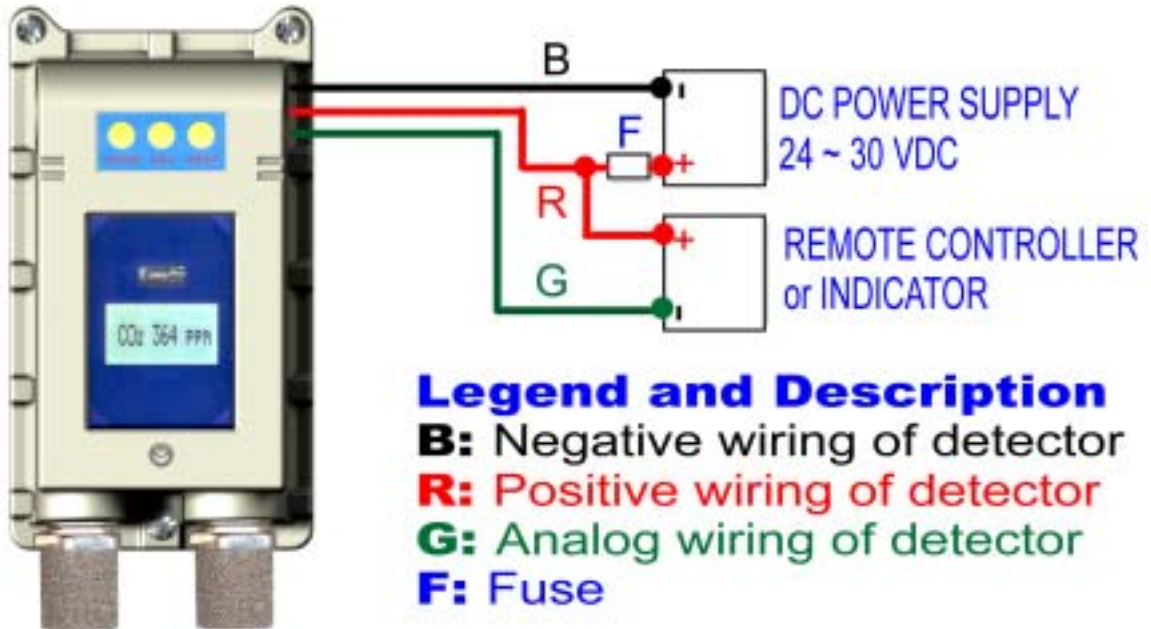 B
DC POWER SUPPLY
24 ~ 30 VDC
F
R
REMOTE CONTROLLER
or INDICATOR
G
CO₂ 364 PPM
Legend and Description
B: Negative wiring of detector
R: Positive wiring of detector
G: Analog wiring of detector
F: Fuse